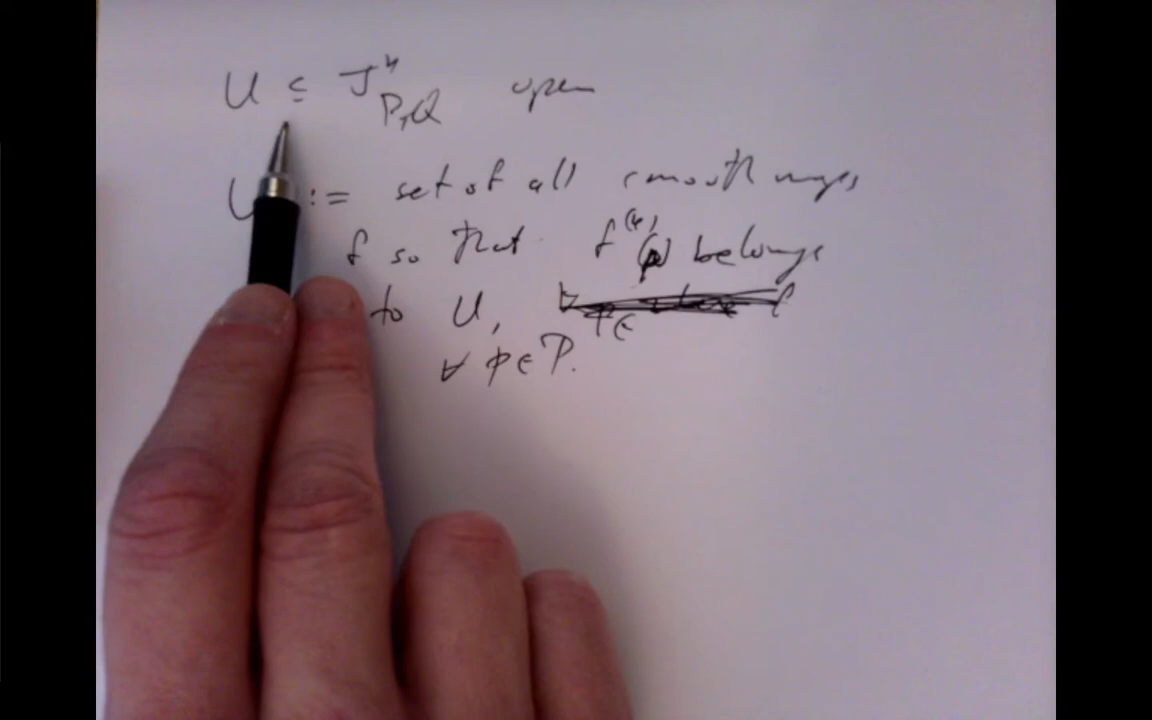 U ⊆ J^k_{P,Q} open
U := set of all smooth maps
f so that f^{(k)}(p) belongs
to U,
∀ p ∈ P.